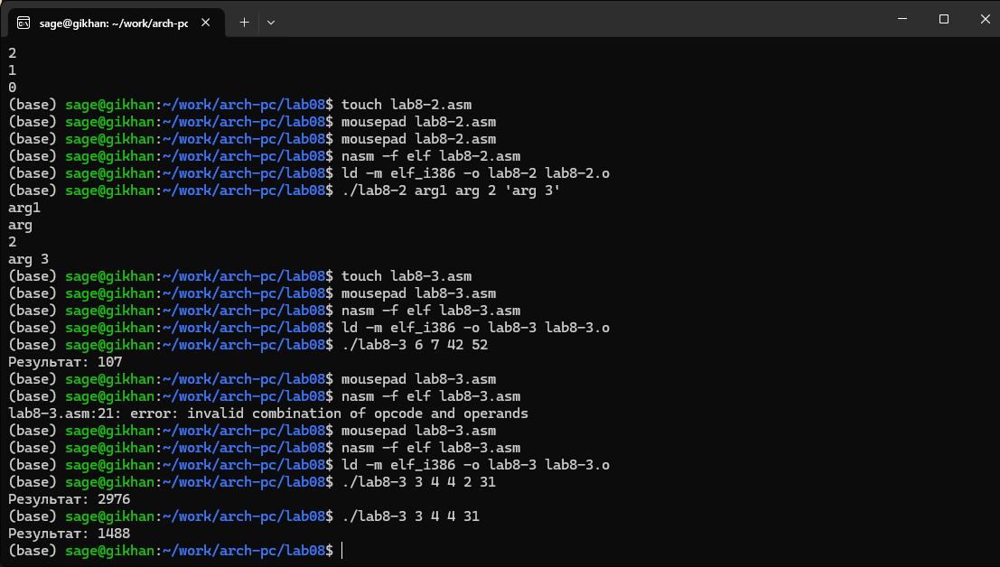 sage@gikhan: ~/work/arch-pc
2
1
0
(base) sage@gikhan:~/work/arch-pc/lab08$ touch lab8-2.asm
(base) sage@gikhan:~/work/arch-pc/lab08$ mousepad lab8-2.asm
(base) sage@gikhan:~/work/arch-pc/lab08$ mousepad lab8-2.asm
(base) sage@gikhan:~/work/arch-pc/lab08$ nasm -f elf lab8-2.asm
(base) sage@gikhan:~/work/arch-pc/lab08$ ld -m elf_i386 -o lab8-2 lab8-2.o
(base) sage@gikhan:~/work/arch-pc/lab08$ ./lab8-2 arg1 arg 2 'arg 3'
arg1
arg
2
arg 3
(base) sage@gikhan:~/work/arch-pc/lab08$ touch lab8-3.asm
(base) sage@gikhan:~/work/arch-pc/lab08$ mousepad lab8-3.asm
(base) sage@gikhan:~/work/arch-pc/lab08$ nasm -f elf lab8-3.asm
(base) sage@gikhan:~/work/arch-pc/lab08$ ld -m elf_i386 -o lab8-3 lab8-3.o
(base) sage@gikhan:~/work/arch-pc/lab08$ ./lab8-3 6 7 42 52
Результат: 107
(base) sage@gikhan:~/work/arch-pc/lab08$ mousepad lab8-3.asm
(base) sage@gikhan:~/work/arch-pc/lab08$ nasm -f elf lab8-3.asm
lab8-3.asm:21: error: invalid combination of opcode and operands
(base) sage@gikhan:~/work/arch-pc/lab08$ mousepad lab8-3.asm
(base) sage@gikhan:~/work/arch-pc/lab08$ nasm -f elf lab8-3.asm
(base) sage@gikhan:~/work/arch-pc/lab08$ ld -m elf_i386 -o lab8-3 lab8-3.o
(base) sage@gikhan:~/work/arch-pc/lab08$ ./lab8-3 3 4 4 2 31
Результат: 2976
(base) sage@gikhan:~/work/arch-pc/lab08$ ./lab8-3 3 4 4 31
Результат: 1488
(base) sage@gikhan:~/work/arch-pc/lab08$